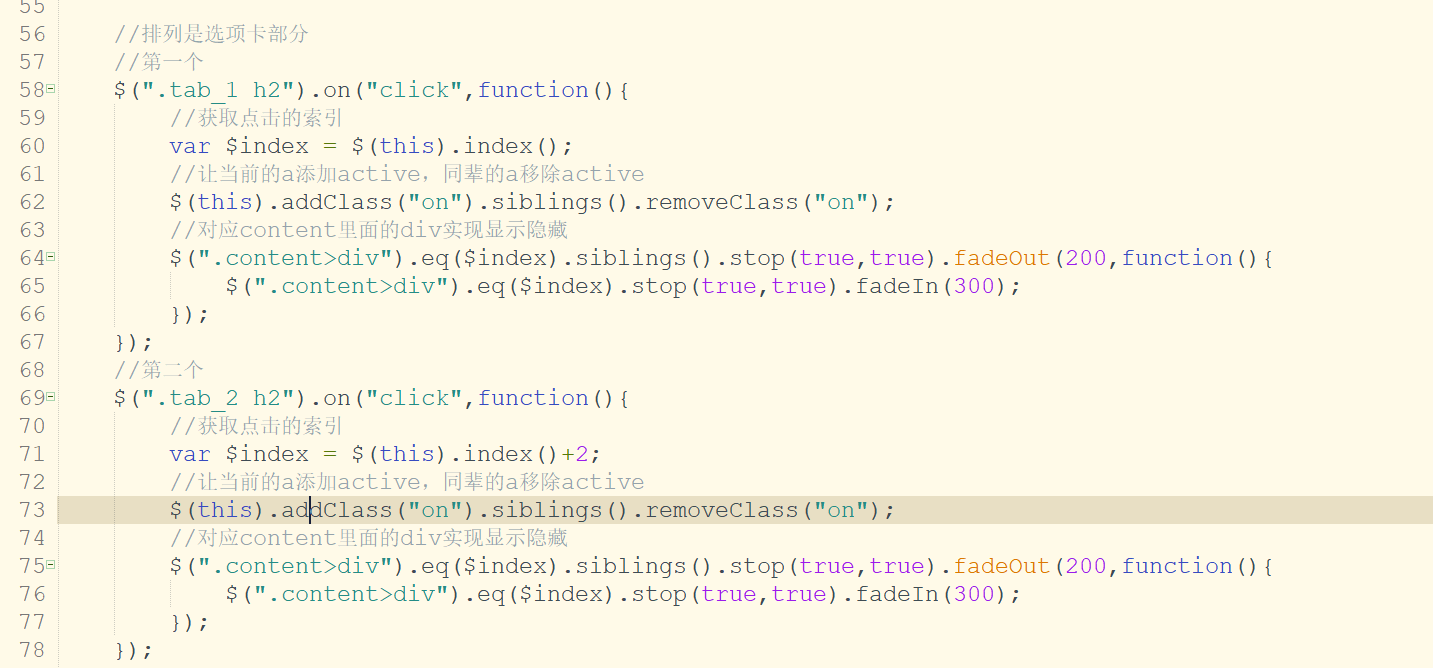 55
56 //排列是选项卡部分
57 //第一个
58 $(".tab_1 h2").on("click",function(){
59 //获取点击的索引
60 var $index = $(this).index();
61 //让当前的a添加active，同辈的a移除active
62 $(this).addClass("on").siblings().removeClass("on");
63 //对应content里面的div实现显示隐藏
64 $(".content>div").eq($index).siblings().stop(true,true).fadeOut(200,function(){
65 $(".content>div").eq($index).stop(true,true).fadeIn(300);
66 });
67 });
68 //第二个
69 $(".tab_2 h2").on("click",function(){
70 //获取点击的索引
71 var $index = $(this).index()+2;
72 //让当前的a添加active，同辈的a移除active
73 $(this).addClass("on").siblings().removeClass("on");
74 //对应content里面的div实现显示隐藏
75 $(".content>div").eq($index).siblings().stop(true,true).fadeOut(200,function(){
76 $(".content>div").eq($index).stop(true,true).fadeIn(300);
77 });
78 });